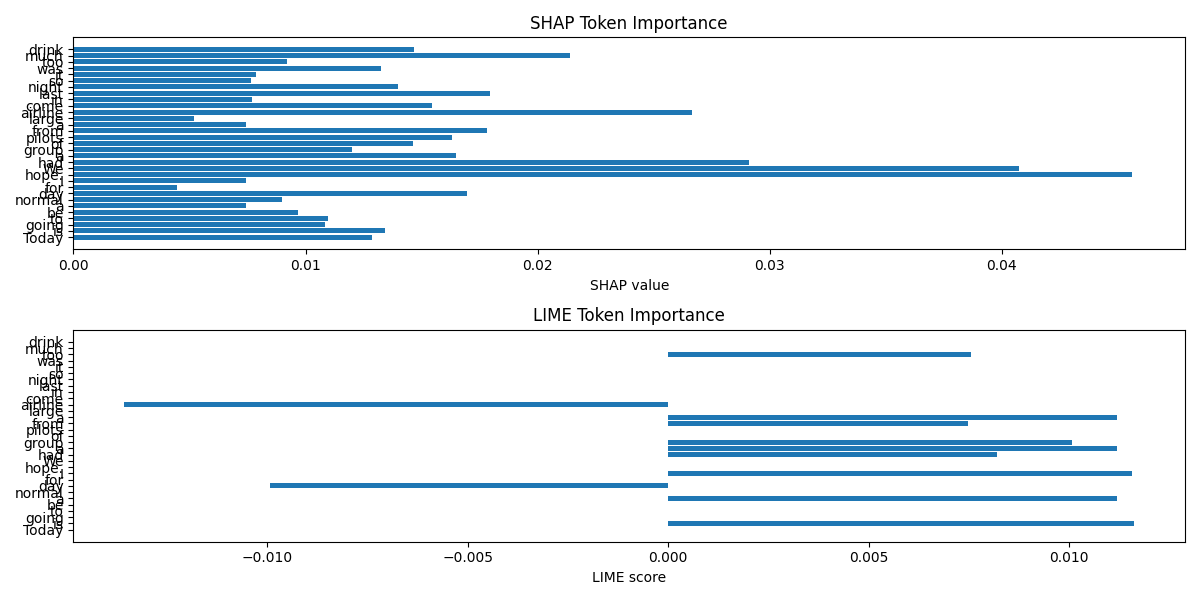 SHAP Token Importance
drink
much
too
was
it
so
night
last
in
come
airline
large
a
from
pilots
of
group
a
had
We
hope.
I
for
day
normal
a
be
to
going
is
Today
0.00 0.01 0.02 0.03 0.04
SHAP value
LIME Token Importance
drink
much
too
was
it
so
night
last
in
come
airline
large
a
from
pilots
of
group
a
had
We
hope.
I
for
day
normal
a
be
to
going
is
Today
−0.010 −0.005 0.000 0.005 0.010
LIME score